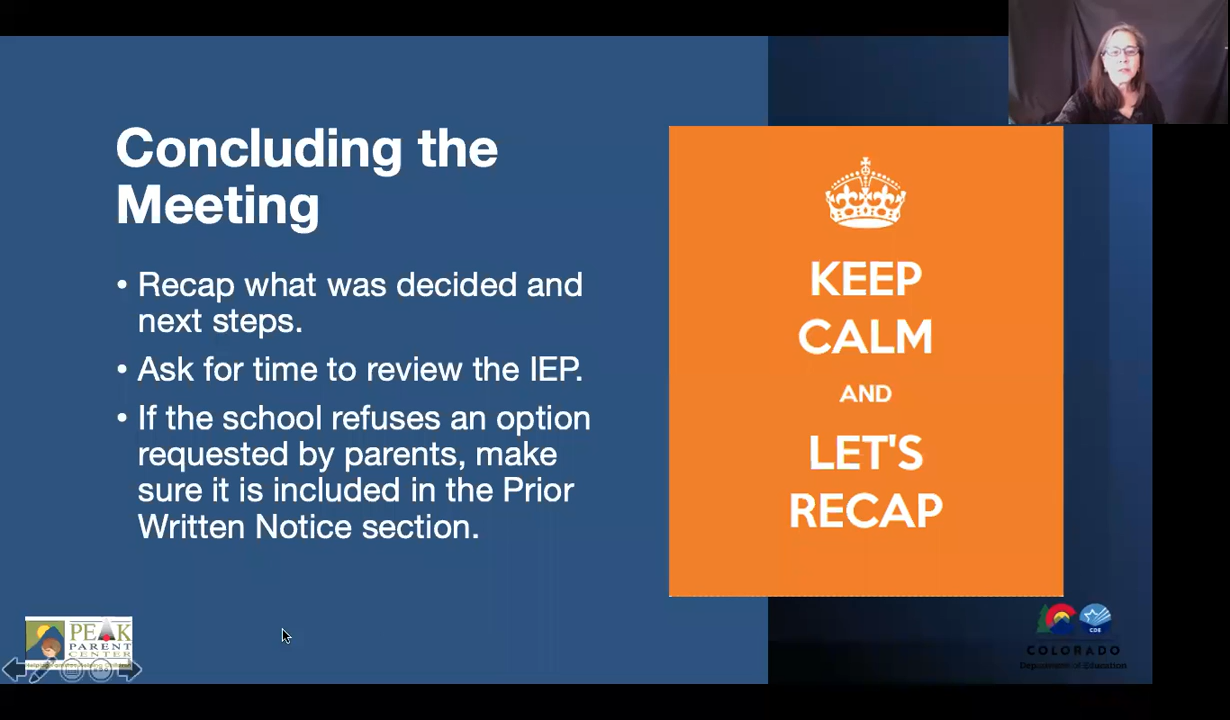 Concluding the
Meeting
• Recap what was decided and
next steps.
• Ask for time to review the IEP.
• If the school refuses an option
requested by parents, make
sure it is included in the Prior
Written Notice section.
KEEP
CALM
AND
LET'S
RECAP
PEAK
PARENT
CENTER
CDE
COLORADO
Department of Education